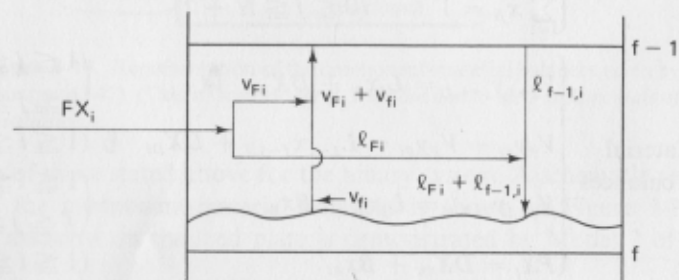 f – 1
v_Fi
v_Fi + v_fi
ℓ_f–1,i
FX_i
ℓ_Fi
ℓ_Fi + ℓ_f–1,i
v_fi
f